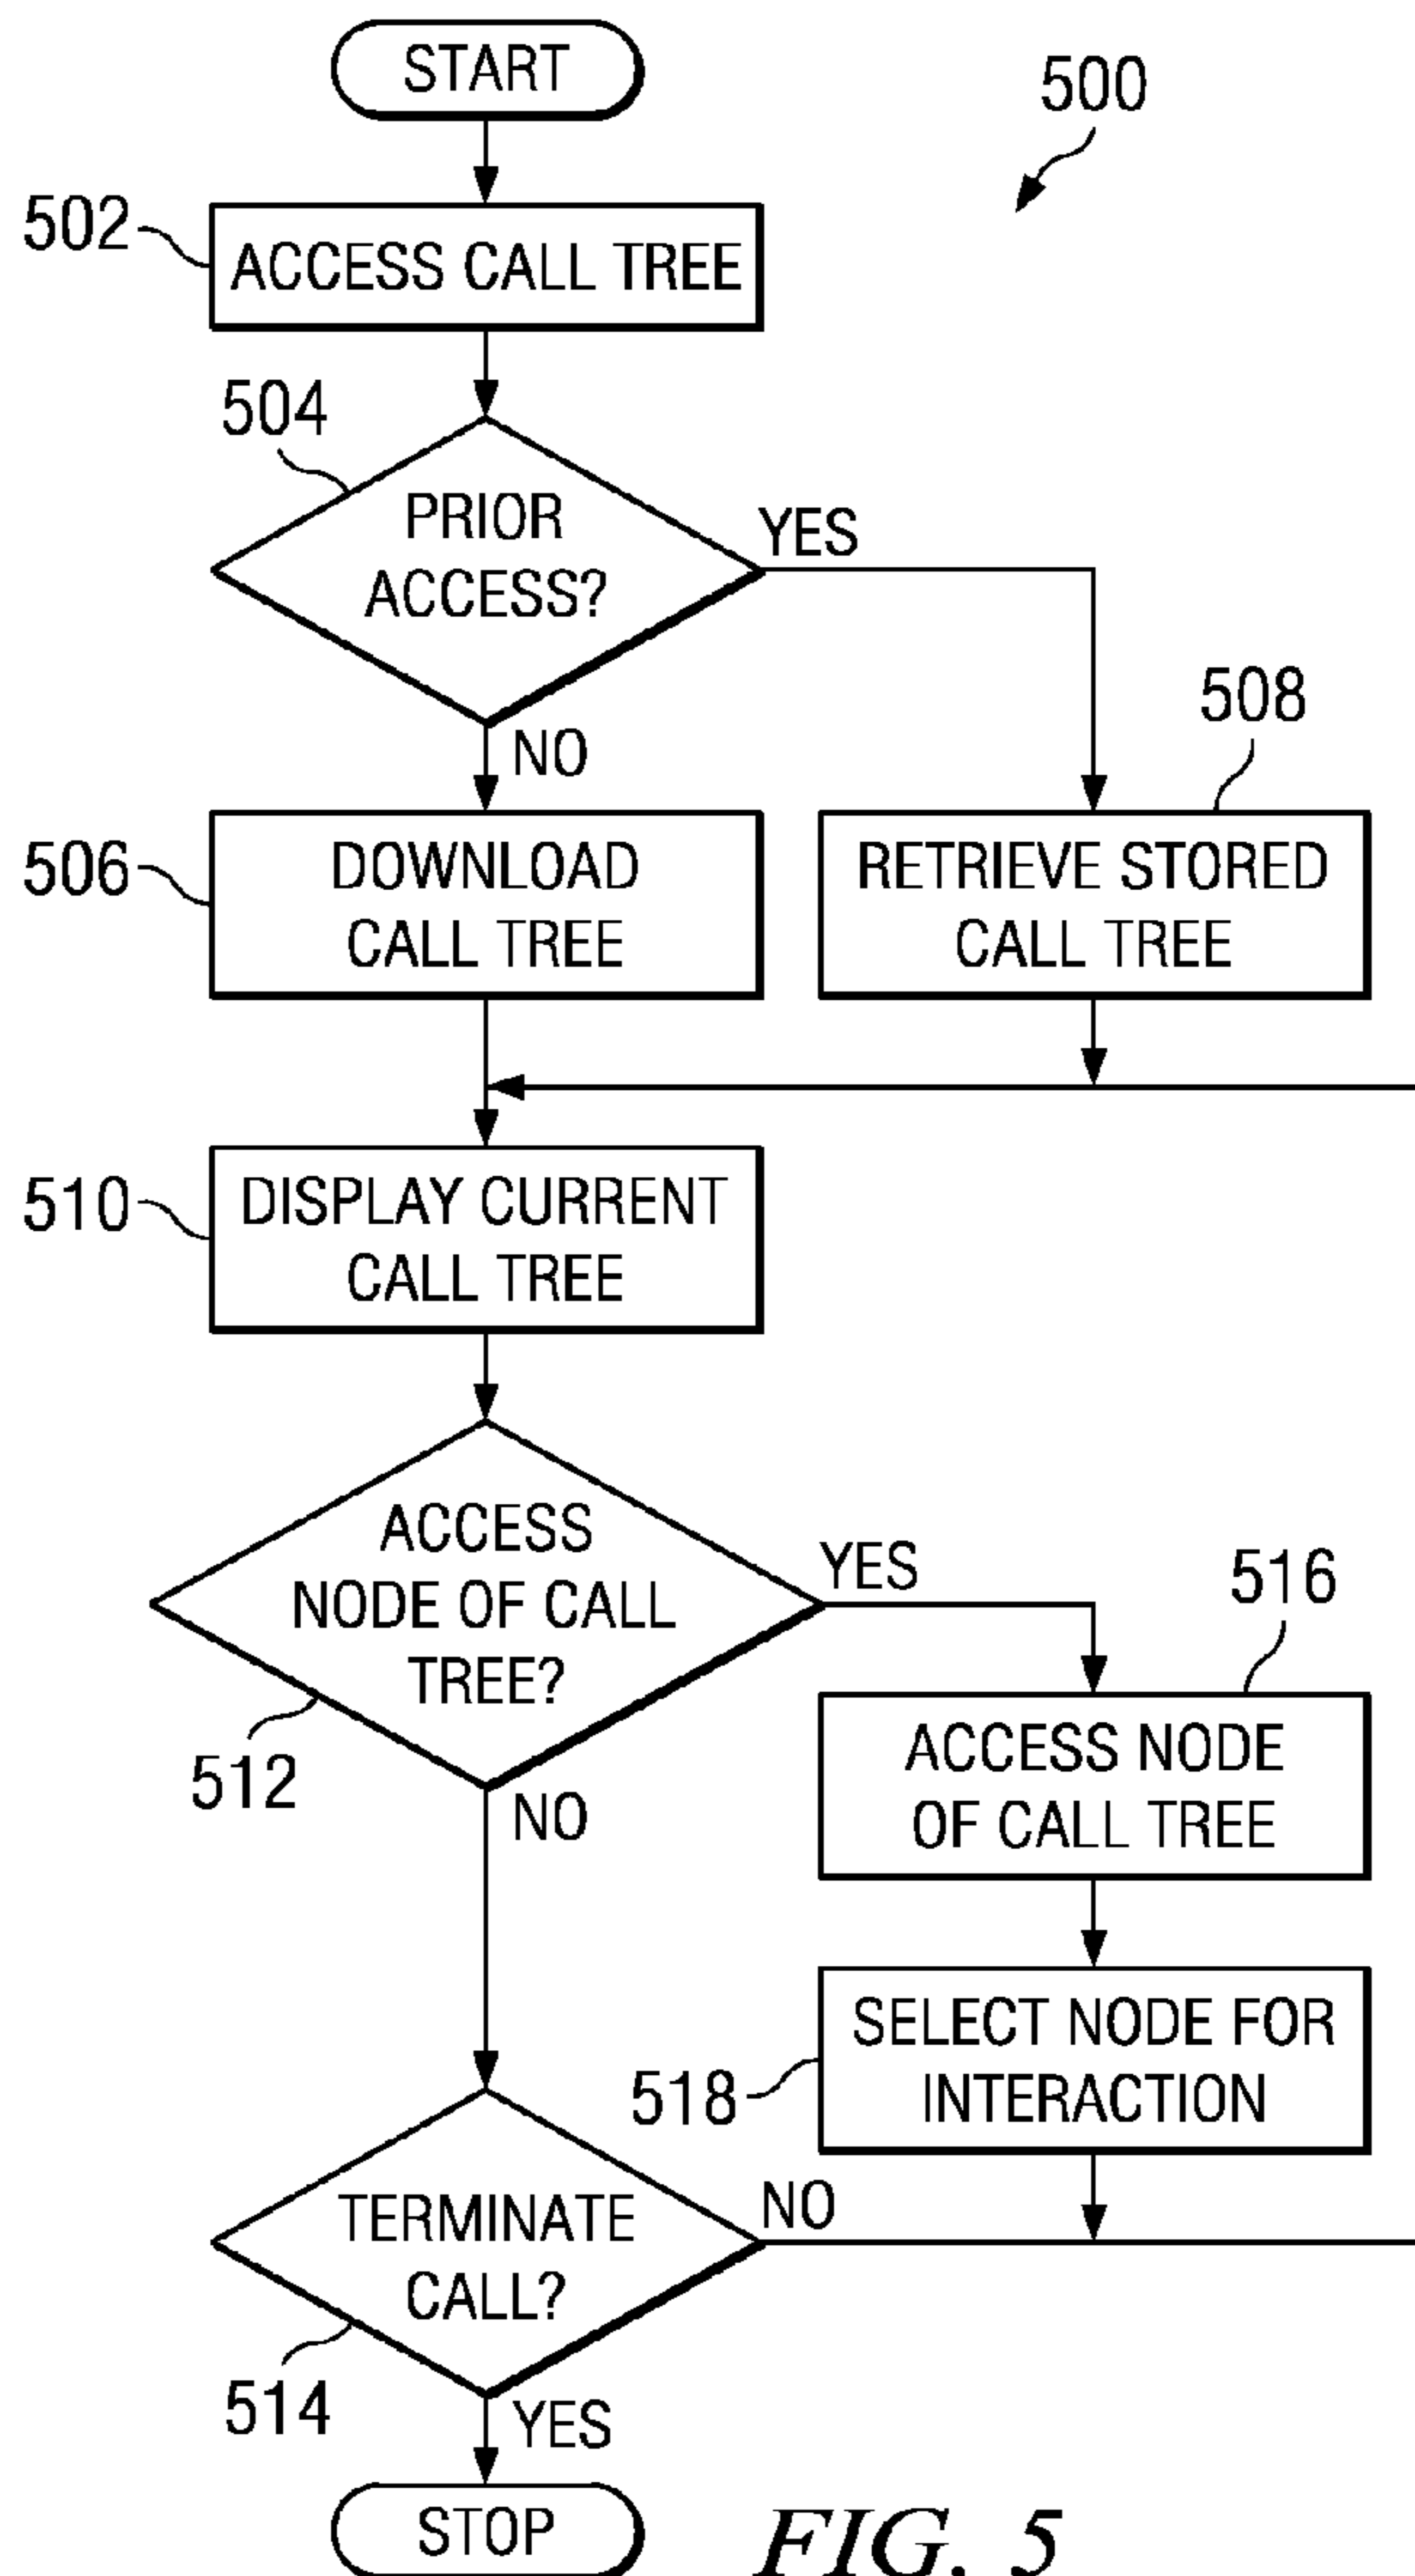 START
500
502
ACCESS CALL TREE
504
PRIOR
ACCESS?
YES
NO
508
506
DOWNLOAD
CALL TREE
RETRIEVE STORED
CALL TREE
510
DISPLAY CURRENT
CALL TREE
ACCESS
NODE OF CALL
TREE?
YES
512
NO
516
ACCESS NODE
OF CALL TREE
518
SELECT NODE FOR
INTERACTION
TERMINATE
CALL?
NO
514
YES
STOP
FIG. 5